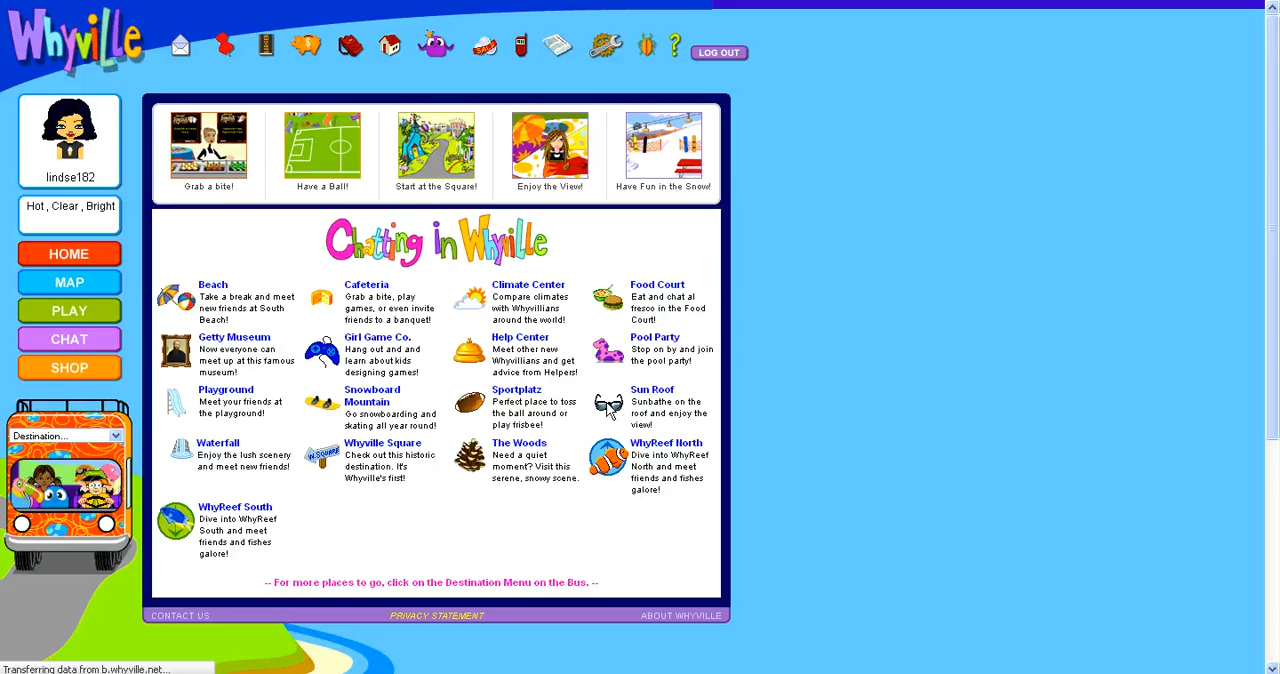 Whyville
LOG OUT
lindse182
Hot , Clear , Bright
HOME
MAP
PLAY
CHAT
SHOP
Destination...
Grab a bite!
Have a Ball!
Start at the Square!
Enjoy the View!
Have Fun in the Snow!
Chatting in Whyville
Beach
Take a break and meet
new friends at South
Beach!
Cafeteria
Grab a bite, play
games, or even invite
friends to a banquet!
Climate Center
Compare climates
with Whyvillians
around the world!
Food Court
Eat and chat al
fresco in the Food
Court!
Getty Museum
Now everyone can
meet up at this famous
museum!
Girl Game Co.
Hang out and and
learn about kids
designing games!
Help Center
Meet other new
Whyvillians and get
advice from Helpers!
Pool Party
Stop on by and join
the pool party!
Playground
Meet your friends at
the playground!
Snowboard
Mountain
Go snowboarding and
skating all year round!
Sportplatz
Perfect place to toss
the ball around or
play frisbee!
Sun Roof
Sunbathe on the
roof and enjoy the
view!
Waterfall
Enjoy the lush scenery
and meet new friends!
W.SQUARE
Whyville Square
Check out this historic
destination. It's
Whyville's first!
The Woods
Need a quiet
moment? Visit this
serene, snowy scene.
WhyReef North
Dive into WhyReef
North and meet
friends and fishes
galore!
WhyReef South
Dive into WhyReef
South and meet
friends and fishes
galore!
-- For more places to go, click on the Destination Menu on the Bus. --
CONTACT US
PRIVACY STATEMENT
ABOUT WHYVILLE
Transferring data from b.whyville.net...